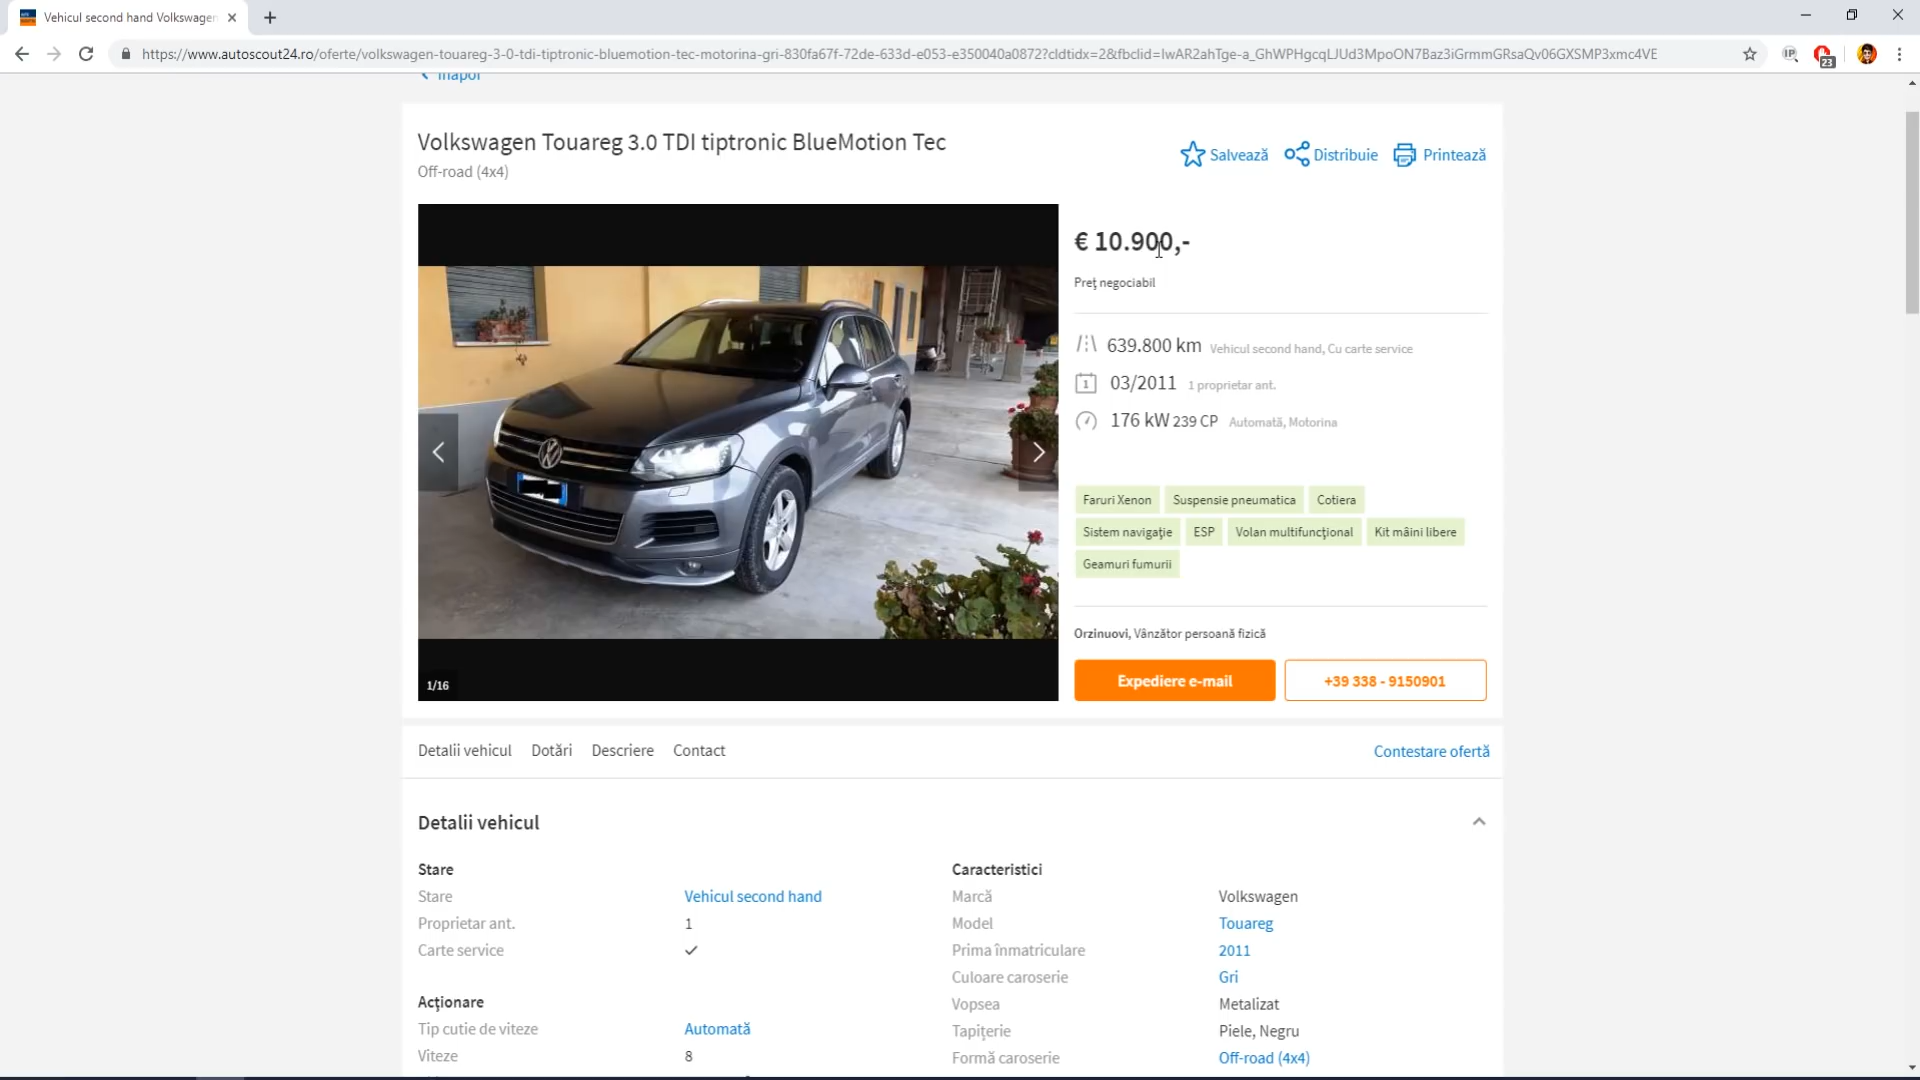 Vehicul second hand Volkswagen
https://www.autoscout24.ro/oferte/volkswagen-touareg-3-0-tdi-tiptronic-bluemotion-tec-motorina-gri-830fa67f-72de-633d-e053-e350040a0872?cldtidx=2&fbclid=IwAR2ahTge-a_GhWPHgcqLJUd3MpoON7Baz3iGrmmGRsaQv06GXSMP3xmc4VE
IP
23
Înapoi
Volkswagen Touareg 3.0 TDI tiptronic BlueMotion Tec
Off-road (4x4)
Salvează
Distribuie
Printează
€ 10.900,-
Preț negociabil
639.800 km Vehicul second hand, Cu carte service
1 03/2011 1 proprietar ant.
176 kW 239 CP Automată, Motorina
Faruri Xenon
Suspensie pneumatica
Cotiera
Sistem navigație
ESP
Volan multifuncțional
Kit mâini libere
Geamuri fumurii
Orzinuovi, Vânzător persoană fizică
Expediere e-mail
+39 338 - 9150901
1/16
Detalii vehicul
Dotări
Descriere
Contact
Contestare ofertă
Detalii vehicul
Stare
Stare Vehicul second hand
Proprietar ant. 1
Carte service
Acționare
Tip cutie de viteze Automată
Viteze 8
Caracteristici
Marcă Volkswagen
Model Touareg
Prima înmatriculare 2011
Culoare caroserie Gri
Vopsea Metalizat
Tapițerie Piele, Negru
Formă caroserie Off-road (4x4)